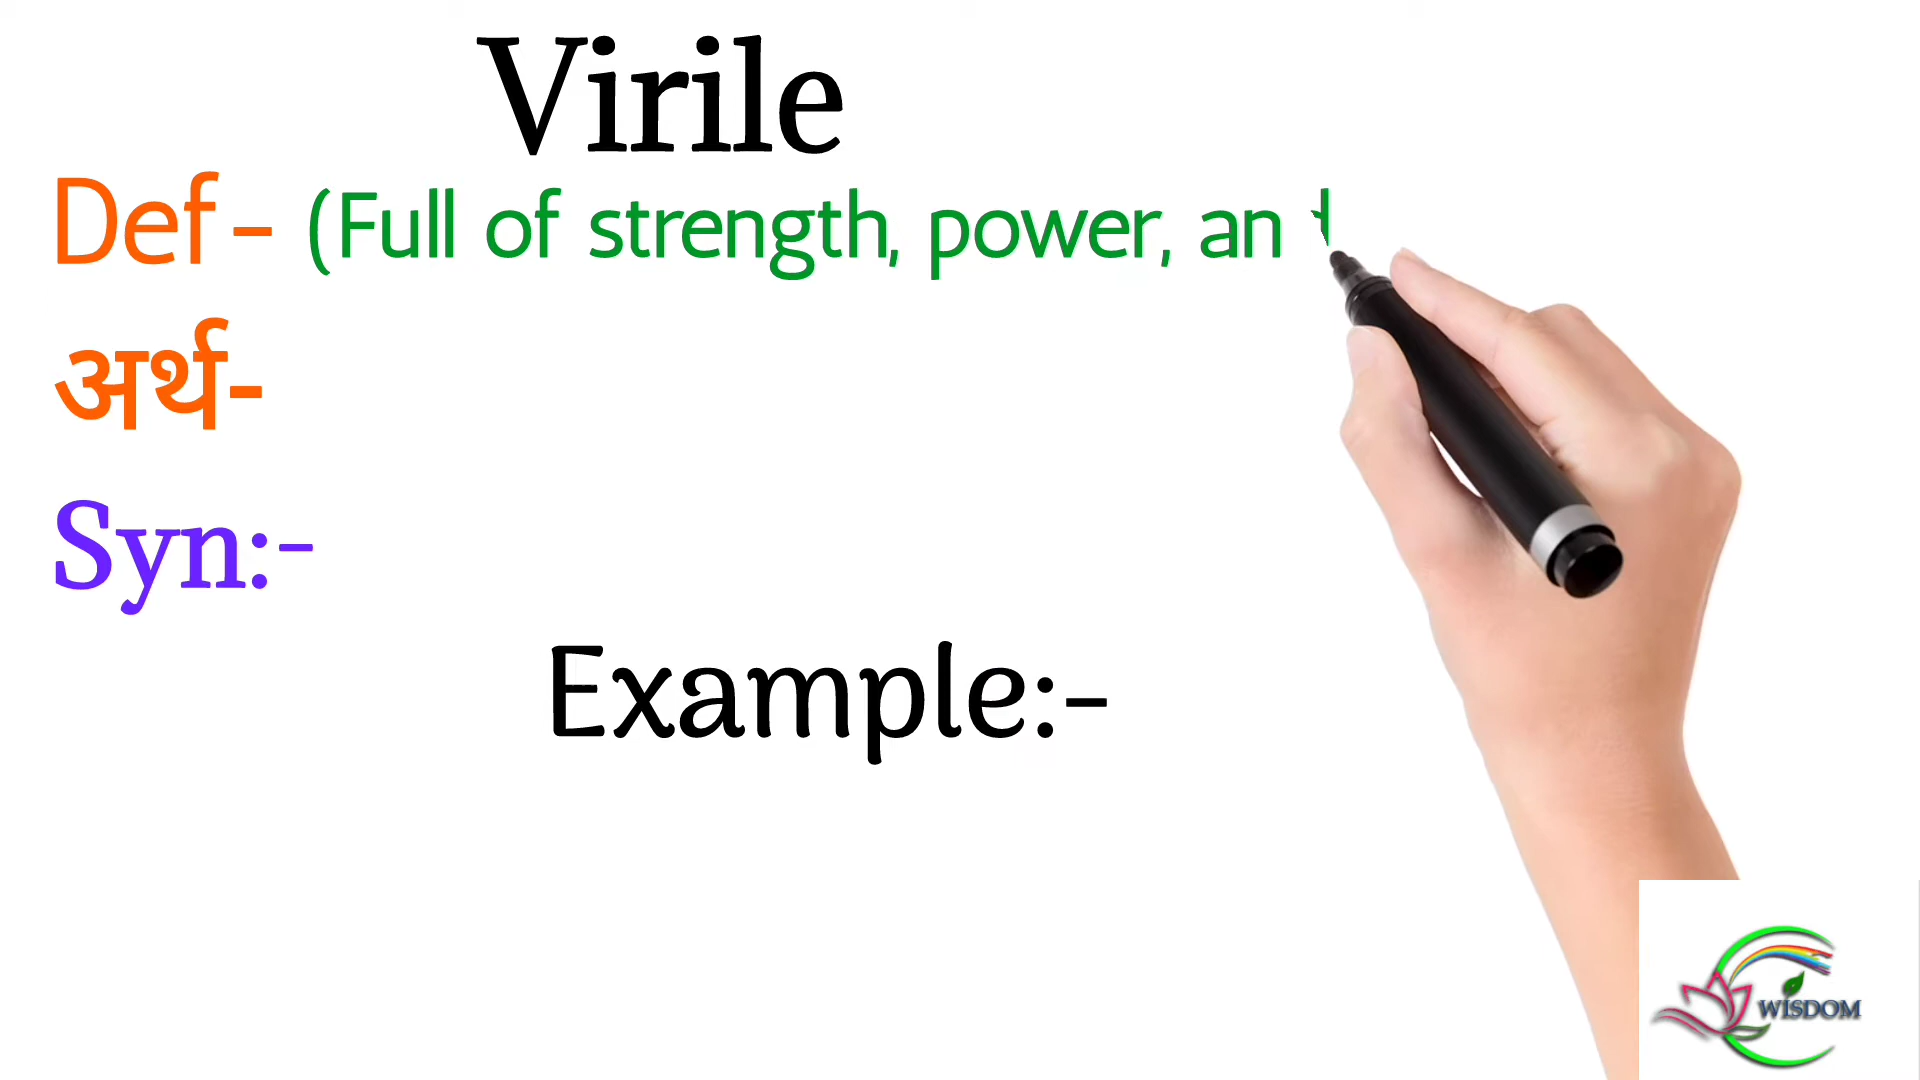 Virile
Def - (Full of strength, power, an
अर्थ-
Syn:-
Example:-
WISDOM